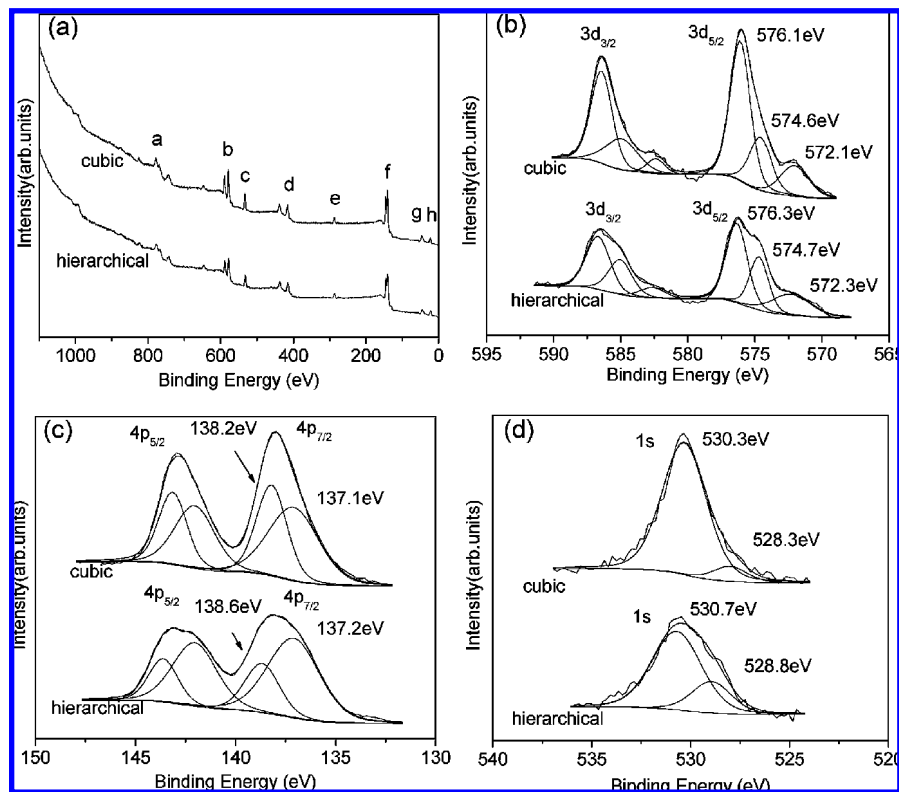 (a)
Intensity(arb.units)
a
b
c
d
e
f
g h
cubic
hierarchical
1000 800 600 400 200 0
Binding Energy (eV)
(b)
Intensity(arb.units)
3d3/2
3d5/2
576.1eV
574.6eV
572.1eV
cubic
3d3/2
3d5/2
576.3eV
574.7eV
572.3eV
hierarchical
595 590 585 580 575 570 565
Binding Energy (eV)
(c)
Intensity(arb.units)
4p5/2
138.2eV
4p7/2
137.1eV
cubic
4p5/2
138.6eV
4p7/2
137.2eV
hierarchical
150 145 140 135 130
Binding Energy (eV)
(d)
Intensity(arb.units)
1s
530.3eV
528.3eV
cubic
1s
530.7eV
528.8eV
hierarchical
540 535 530 525 520
Binding Energy (eV)